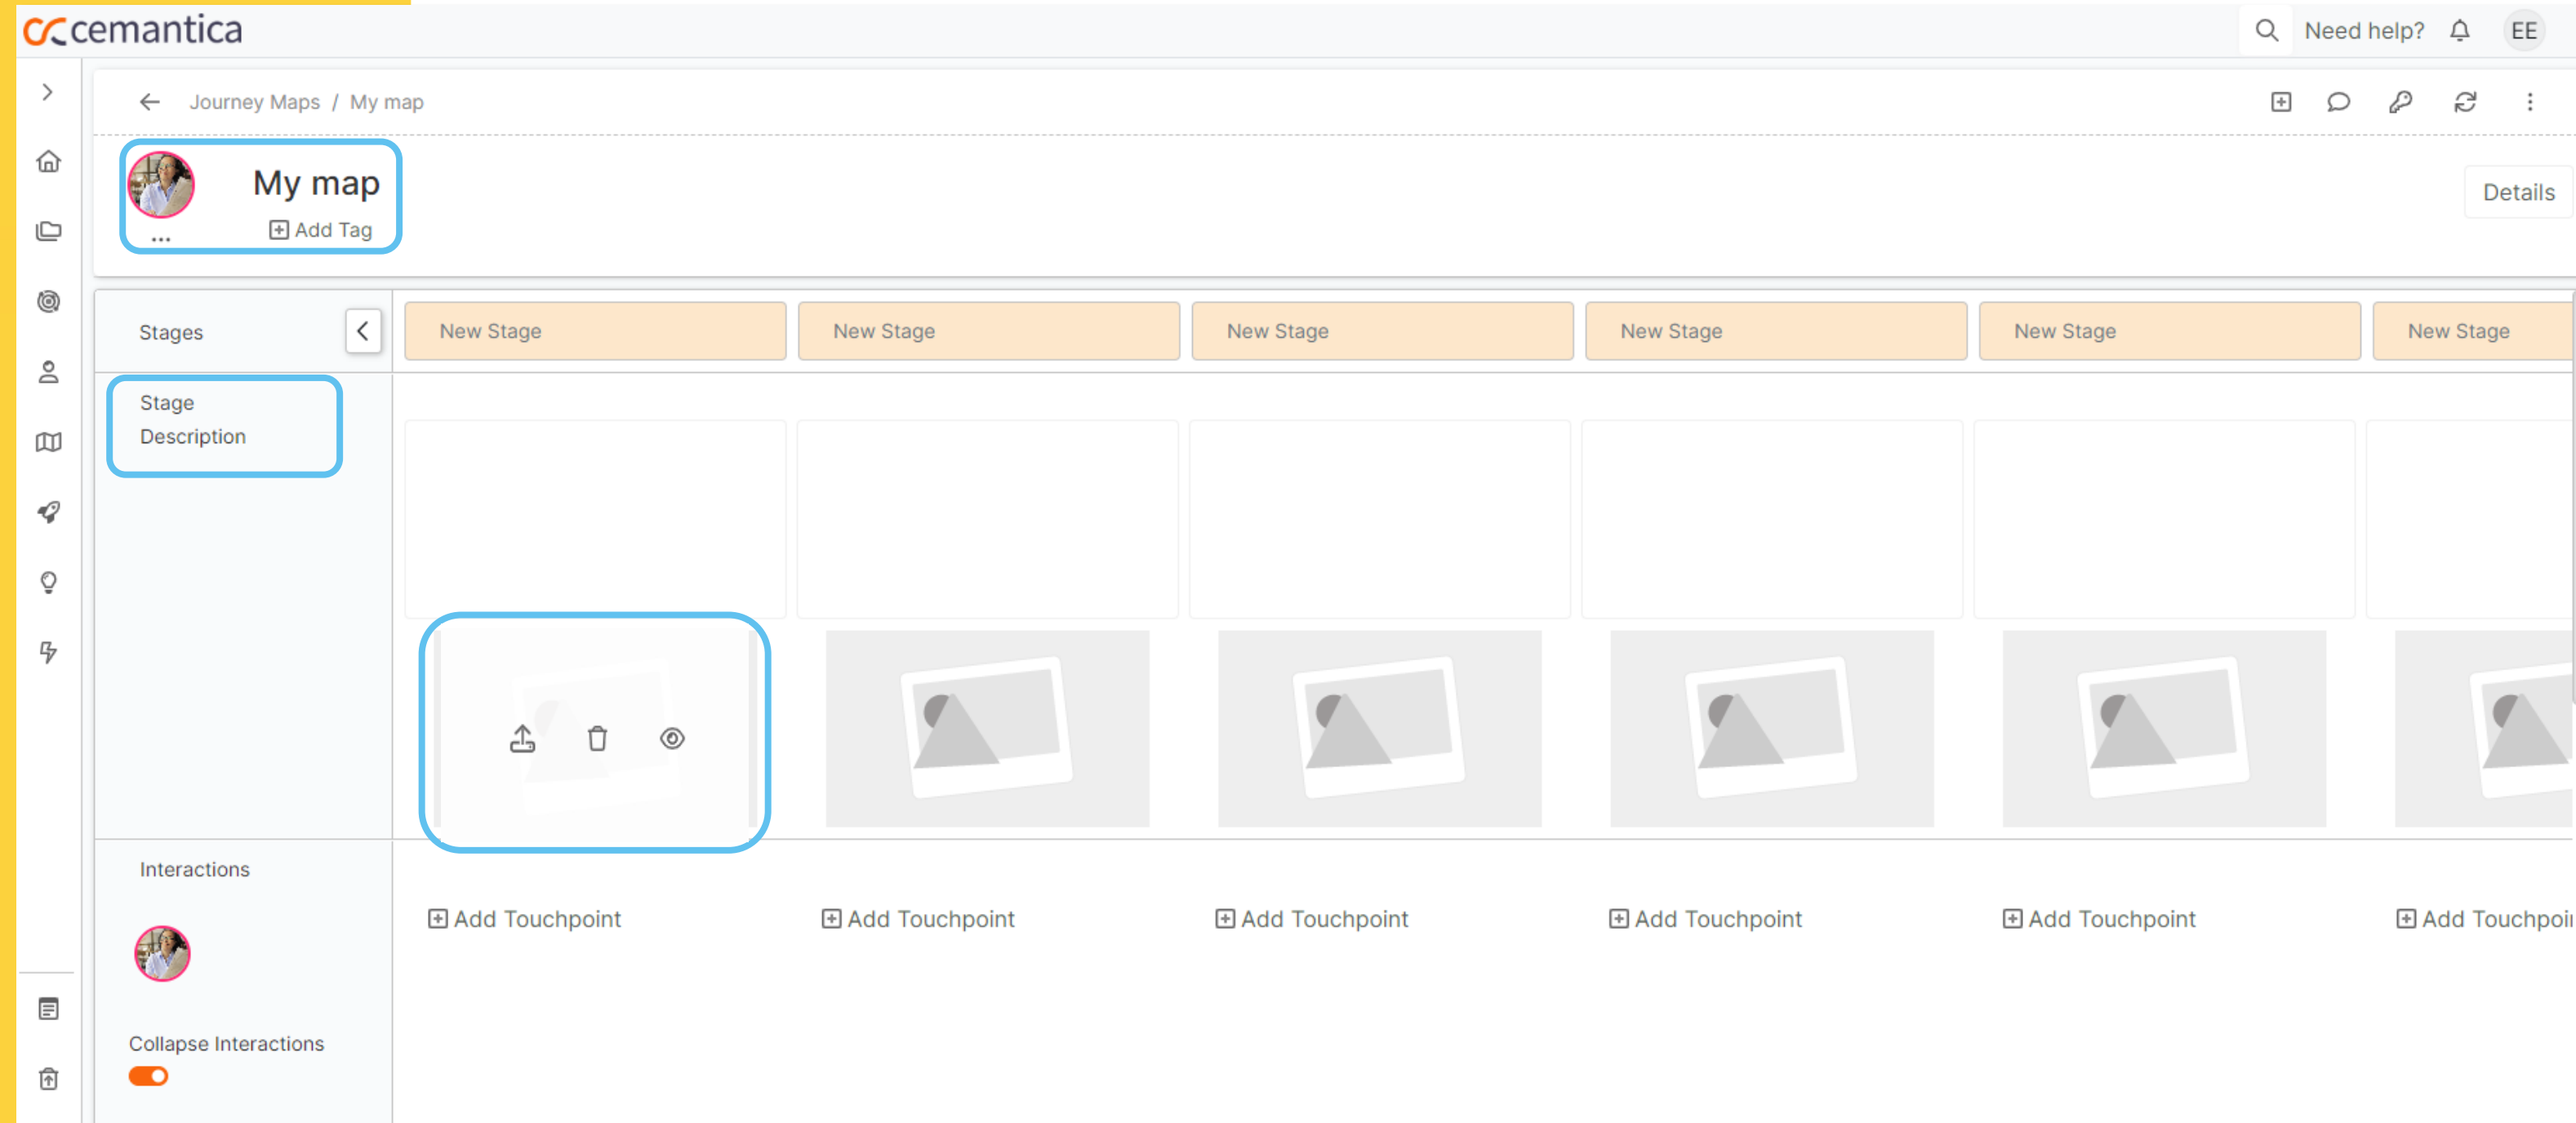 cemantica
Need help?
EE
Journey Maps / My map
My map
...
Add Tag
Details
Stages
New Stage
New Stage
New Stage
New Stage
New Stage
New Stage
Stage
Description
Interactions
Add Touchpoint
Add Touchpoint
Add Touchpoint
Add Touchpoint
Add Touchpoint
Add Touchpoi
Collapse Interactions